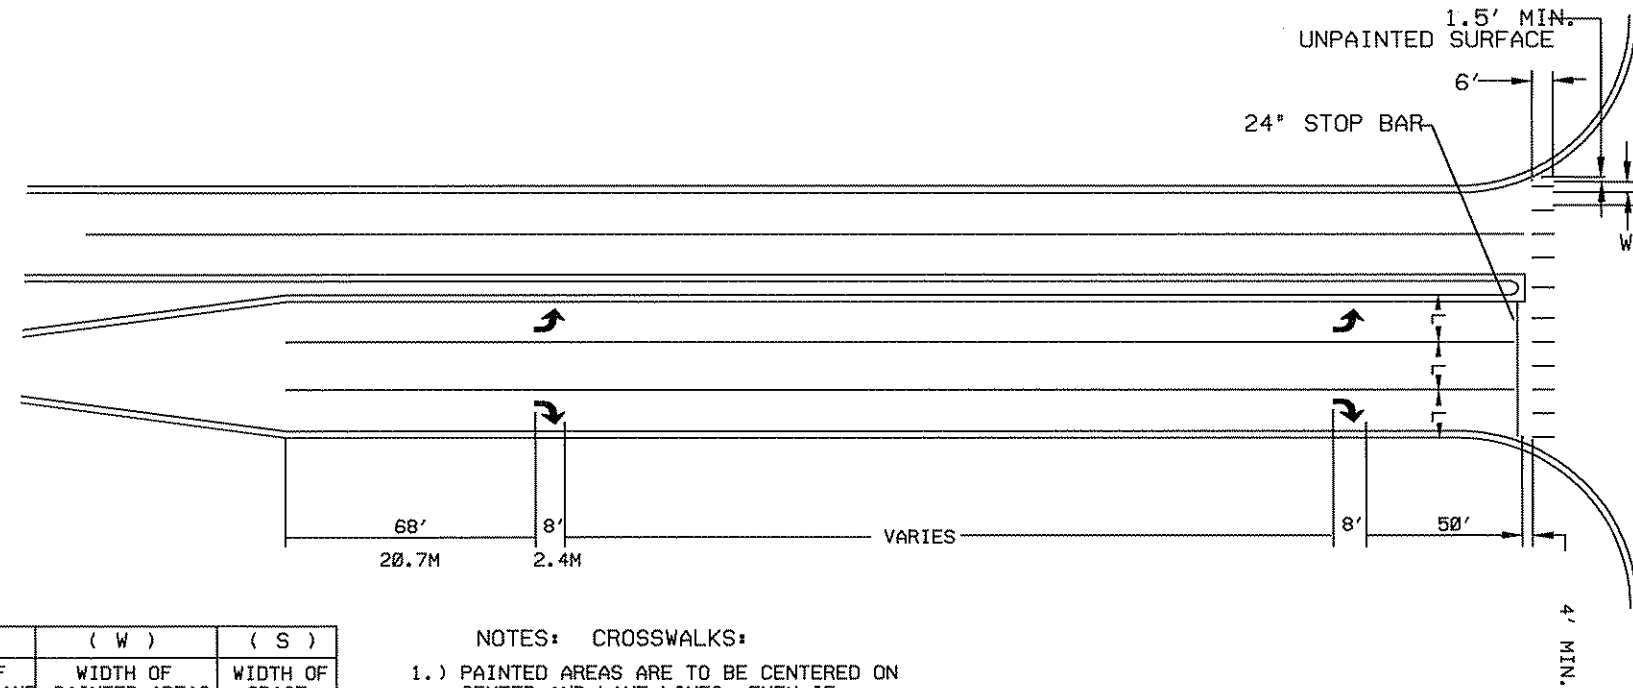 1.5' MIN.
UNPAINTED SURFACE
6'
24" STOP BAR
W
L
L
L
68'
8'
VARIES
8'
50'
20.7M
2.4M
4' MIN.
( W )
( S )
WIDTH OF
WIDTH OF
NOTES: CROSSWALKS:
1.) PAINTED AREAS ARE TO BE CENTERED ON